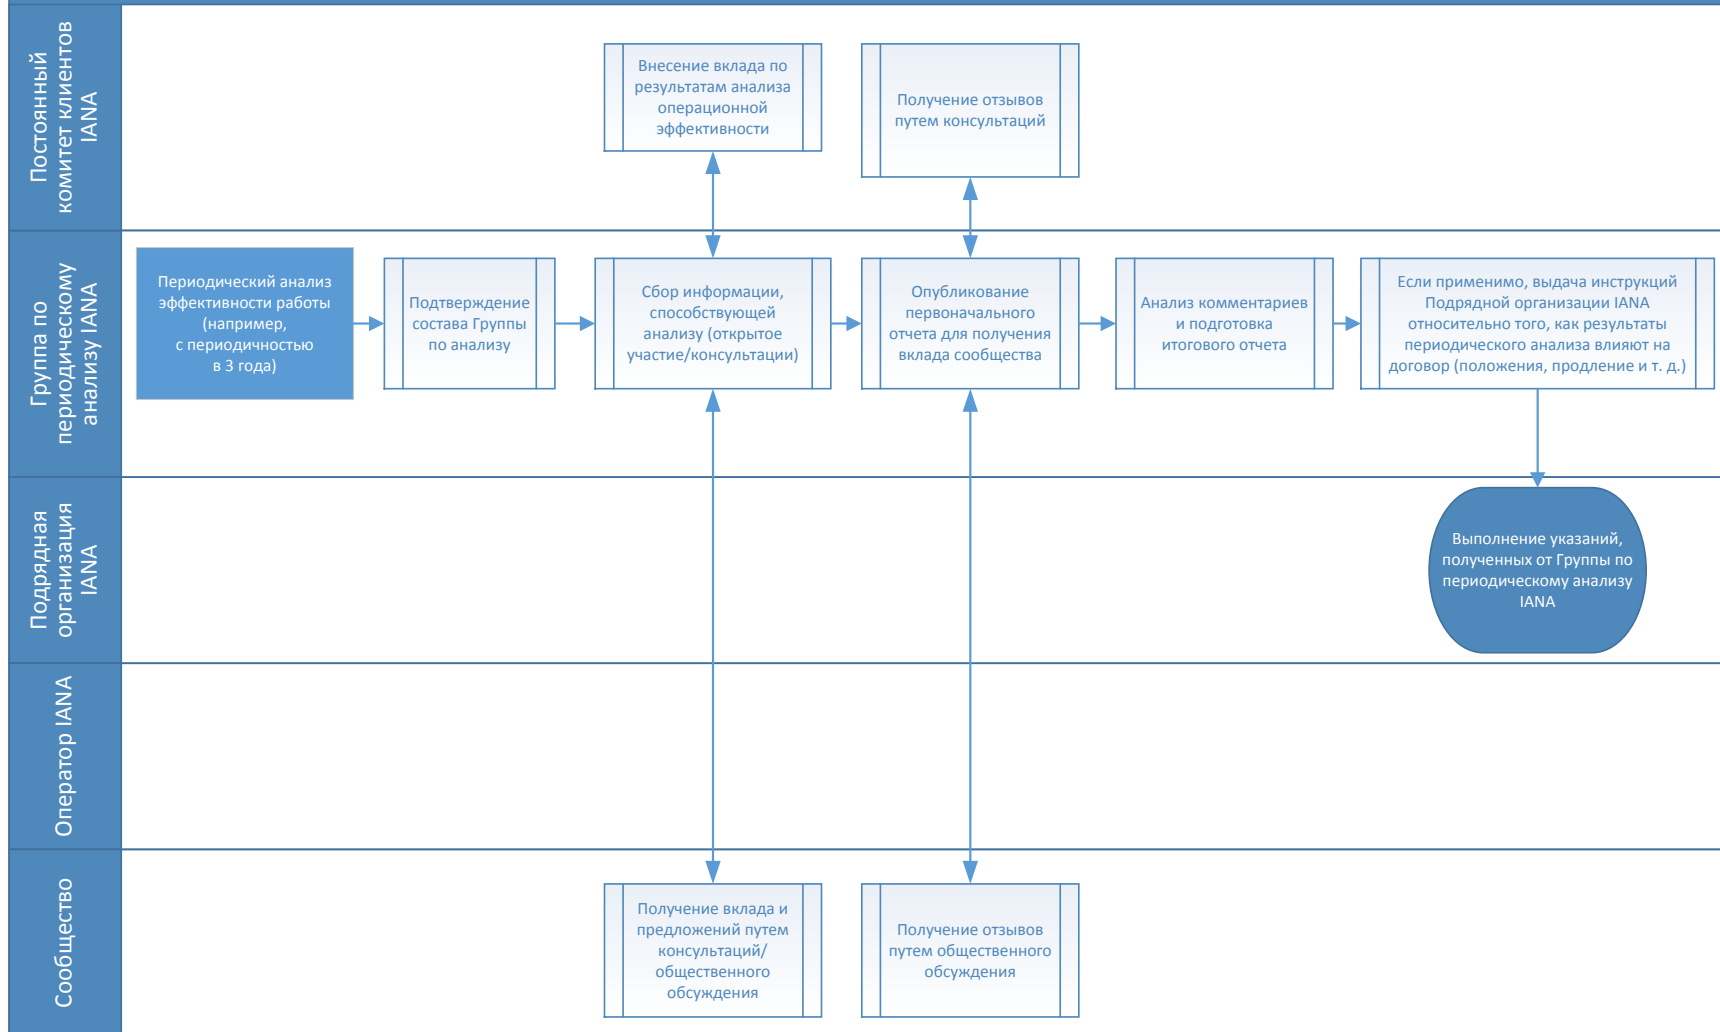 Постоянный
комитет клиентов
IANA
Внесение вклада по
результатам анализа
операционной
эффективности
Получение отзывов
путем консультаций
Группа по
периодическому
анализу IANA
Периодический анализ
эффективности работы
(например,
с периодичностью
в 3 года)
Подтверждение
состава Группы
по анализу
Сбор информации,
способствующей
анализу (открытое
участие/консультации)
Опубликование
первоначального
отчета для получения
вклада сообщества
Анализ комментариев
и подготовка
итогового отчета
Если применимо, выдача инструкций
Подрядной организации IANA
относительно того, как результаты
периодического анализа влияют на
договор (положения, продление и т. д.)
Подрядная
организация
IANA
Выполнение указаний,
полученных от Группы по
периодическому анализу
IANA
Оператор IANA
Сообщество
Получение вклада и
предложений путем
консультаций/
общественного
обсуждения
Получение отзывов
путем общественного
обсуждения